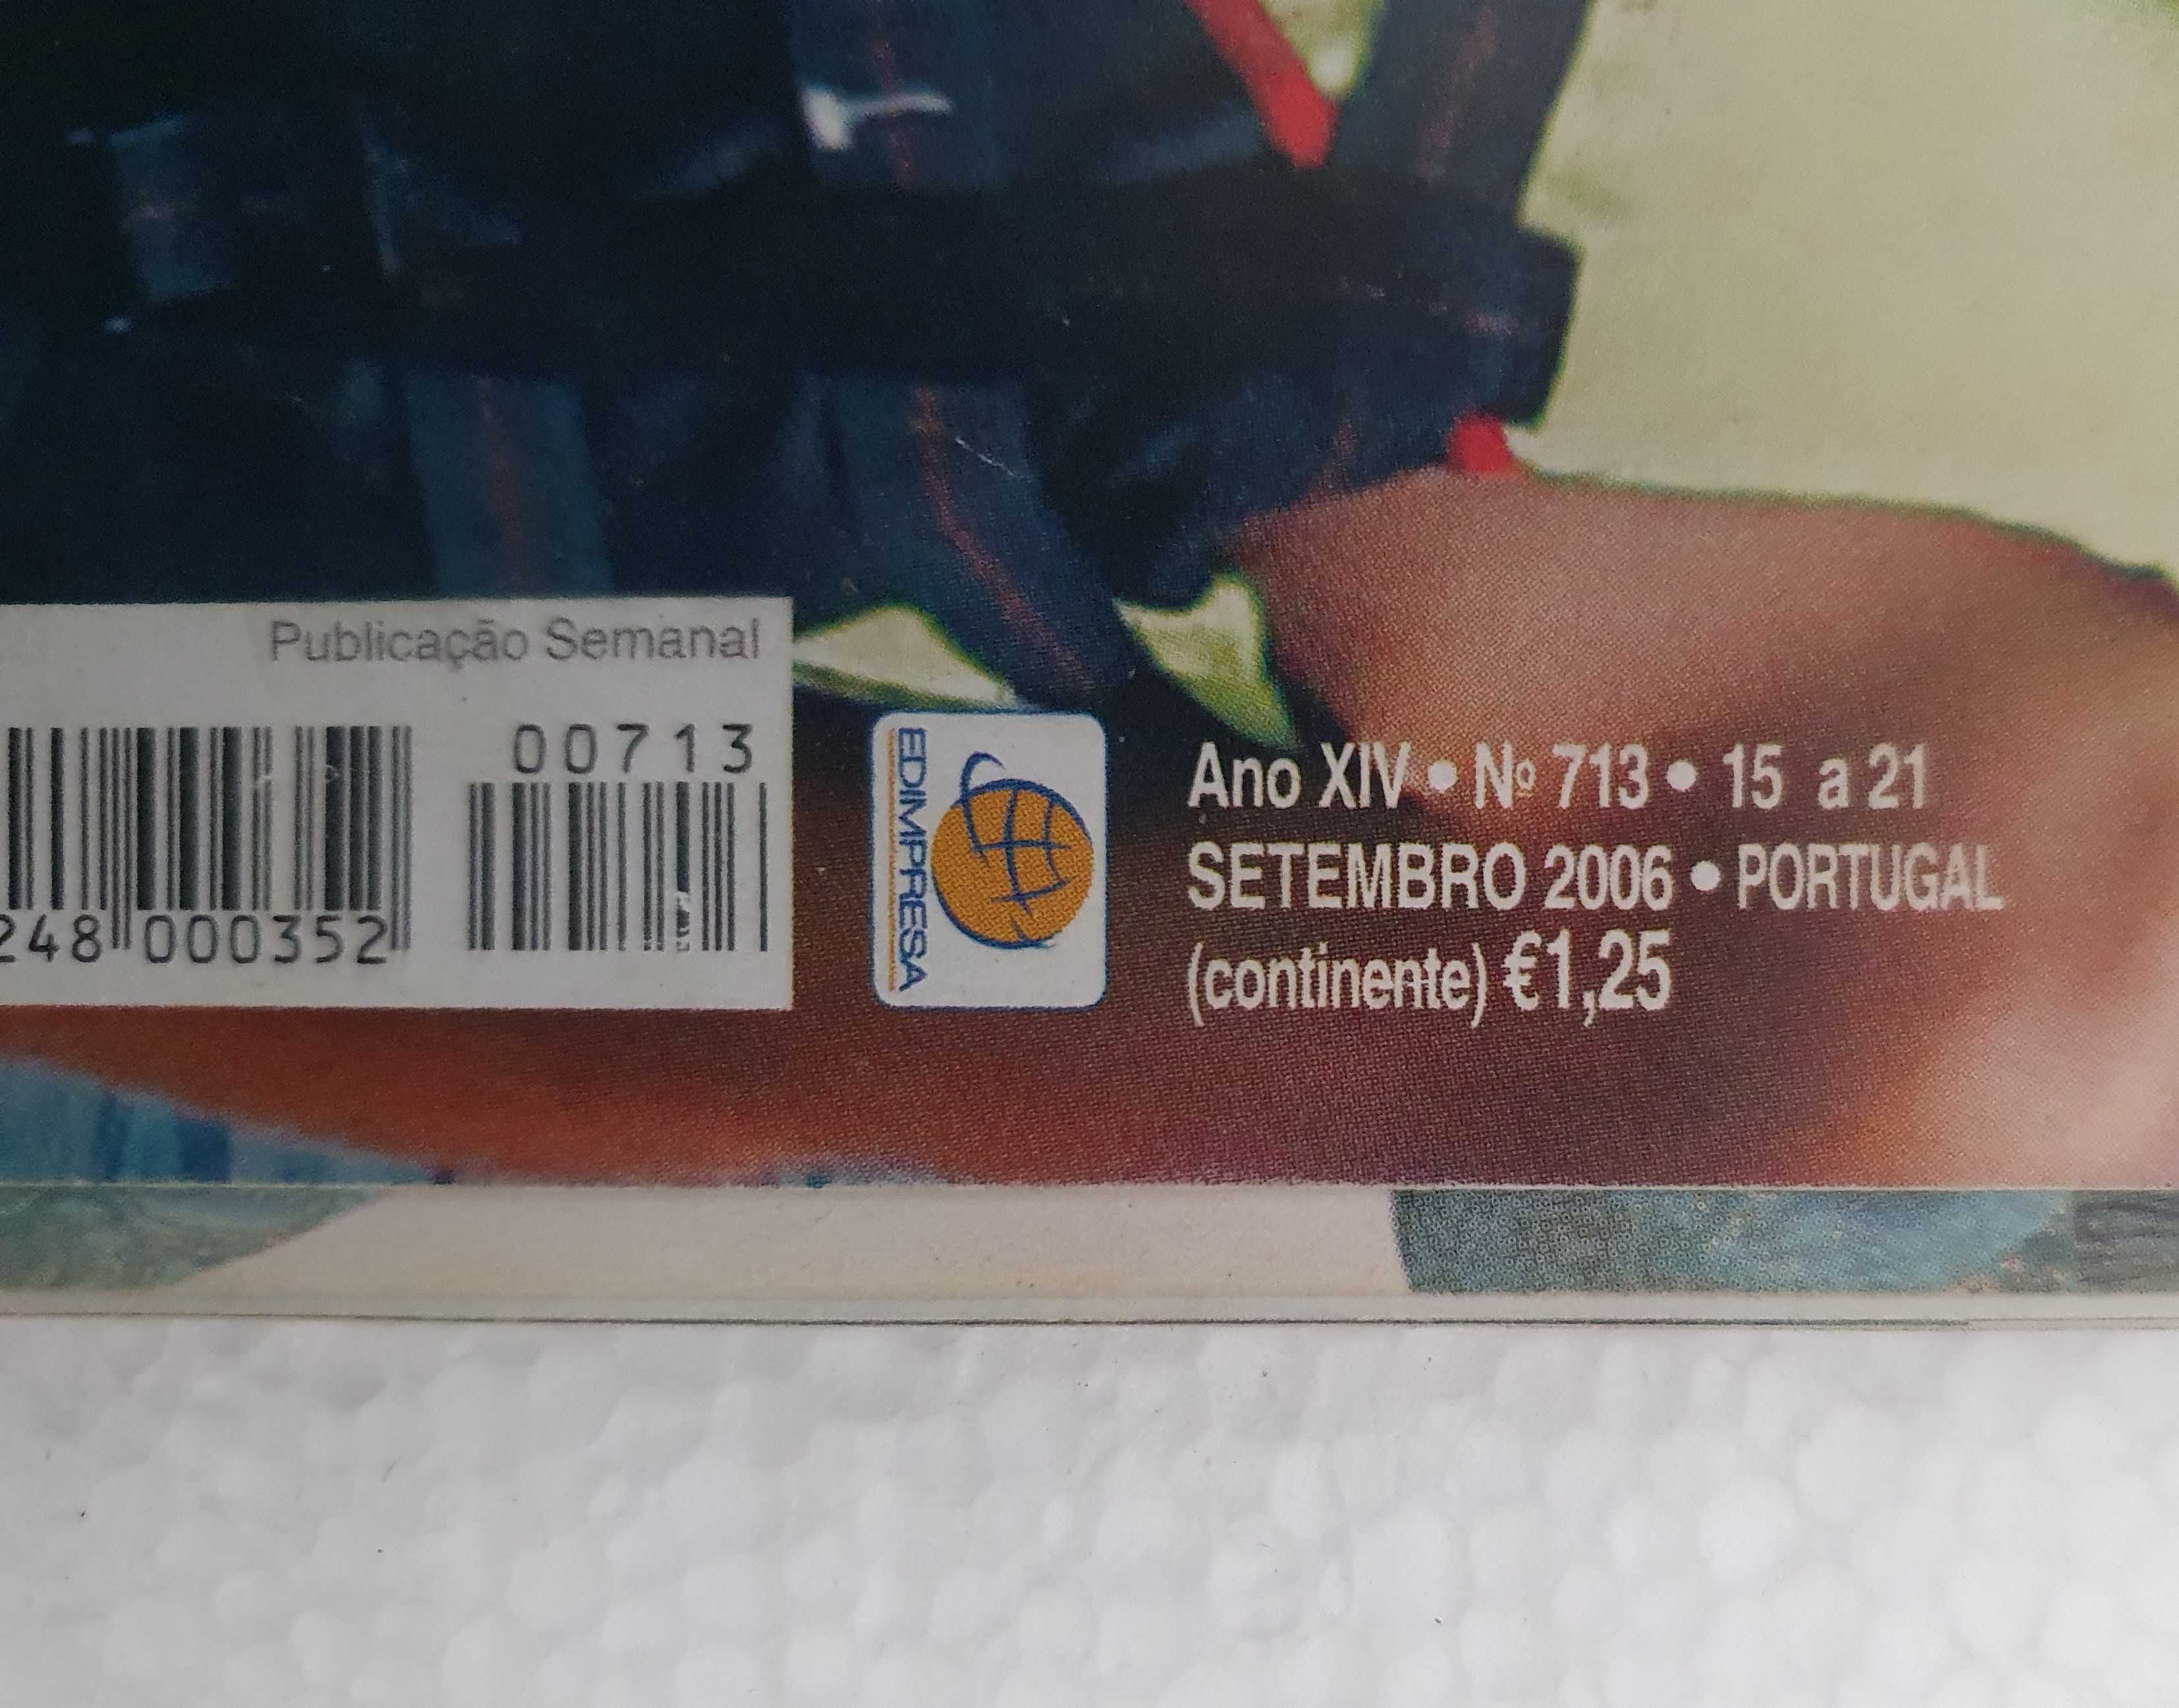 Publicação Semanal
00713
248 000352
EDIMPRESA
Ano XIV • Nº 713 • 15 a 21
SETEMBRO 2006 • PORTUGAL
(continente) €1,25